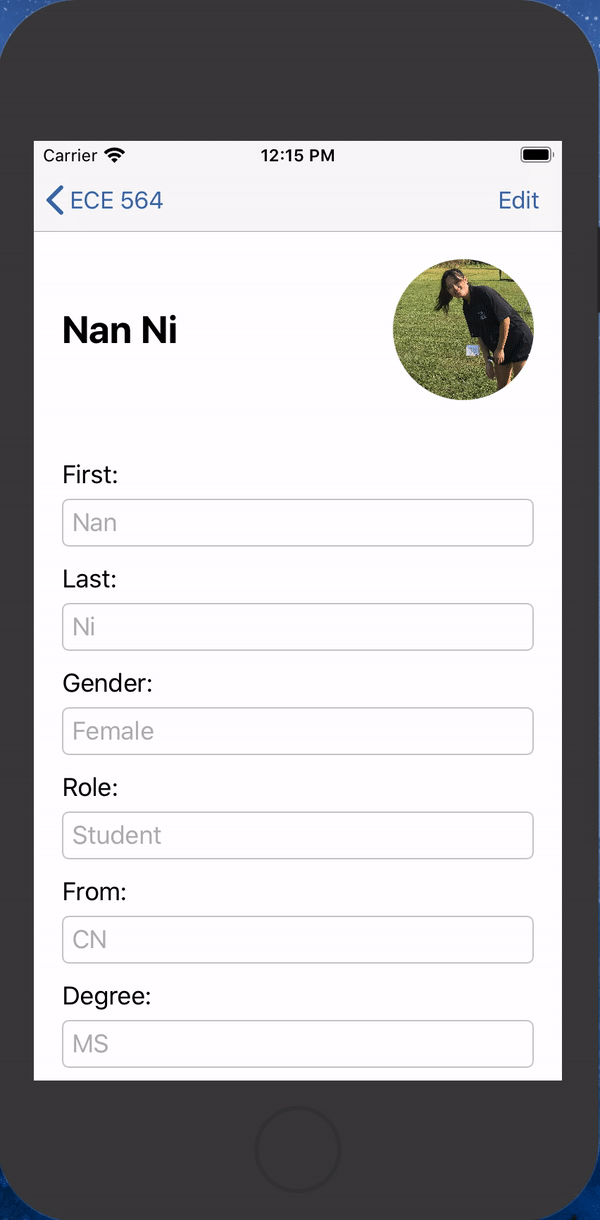 Carrier 12:15 PM
ECE 564 Edit
Nan Ni
First:
Nan
Last:
Ni
Gender:
Female
Role:
Student
From:
CN
Degree:
MS